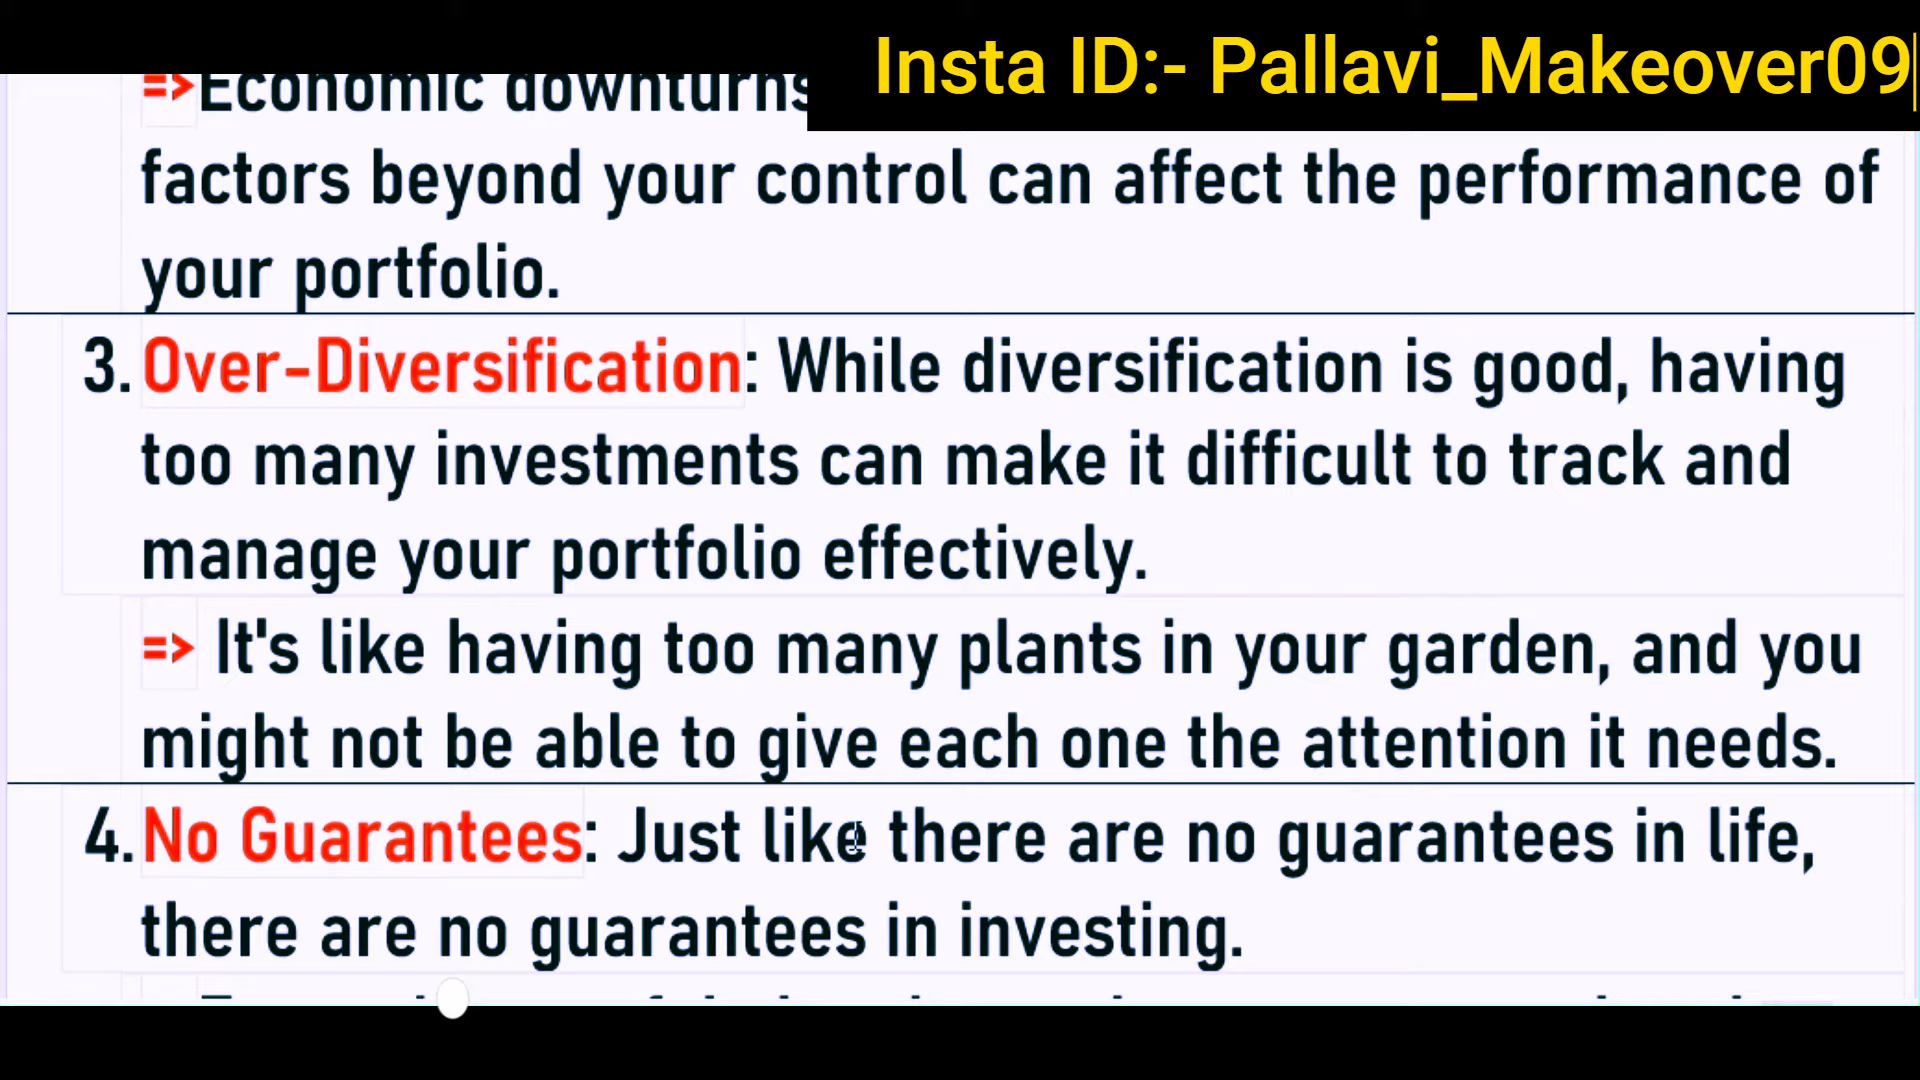 Insta ID:- Pallavi_Makeover09
=>Economic downturns
factors beyond your control can affect the performance of
your portfolio.
3. Over-Diversification: While diversification is good, having
too many investments can make it difficult to track and
manage your portfolio effectively.
=> It's like having too many plants in your garden, and you
might not be able to give each one the attention it needs.
4. No Guarantees: Just like there are no guarantees in life,
there are no guarantees in investing.